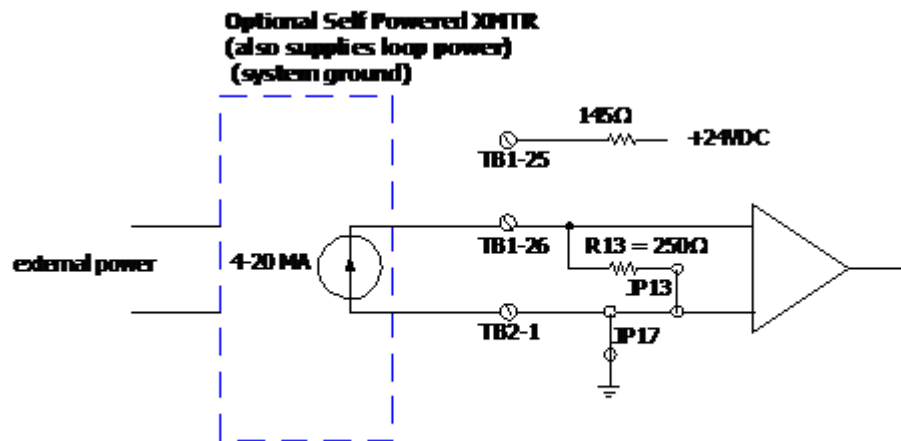 Optional Self Powered XMTR
(also supplies loop power)
(system ground)
145Ω
+24VDC
TB1-25
TB1-26
R13 = 250Ω
external power
4-20 MA
JP13
TB2-1
JP17